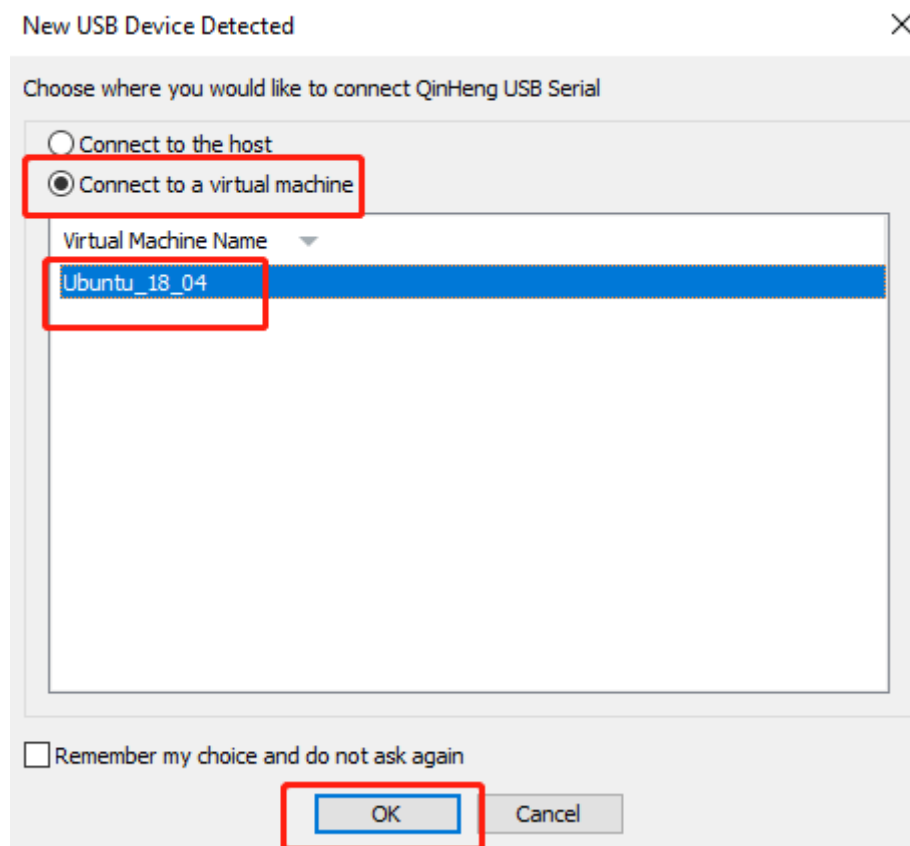 New USB Device Detected
Choose where you would like to connect QinHeng USB Serial
Connect to the host
Connect to a virtual machine
Virtual Machine Name
Ubuntu_18_04
Remember my choice and do not ask again
OK Cancel